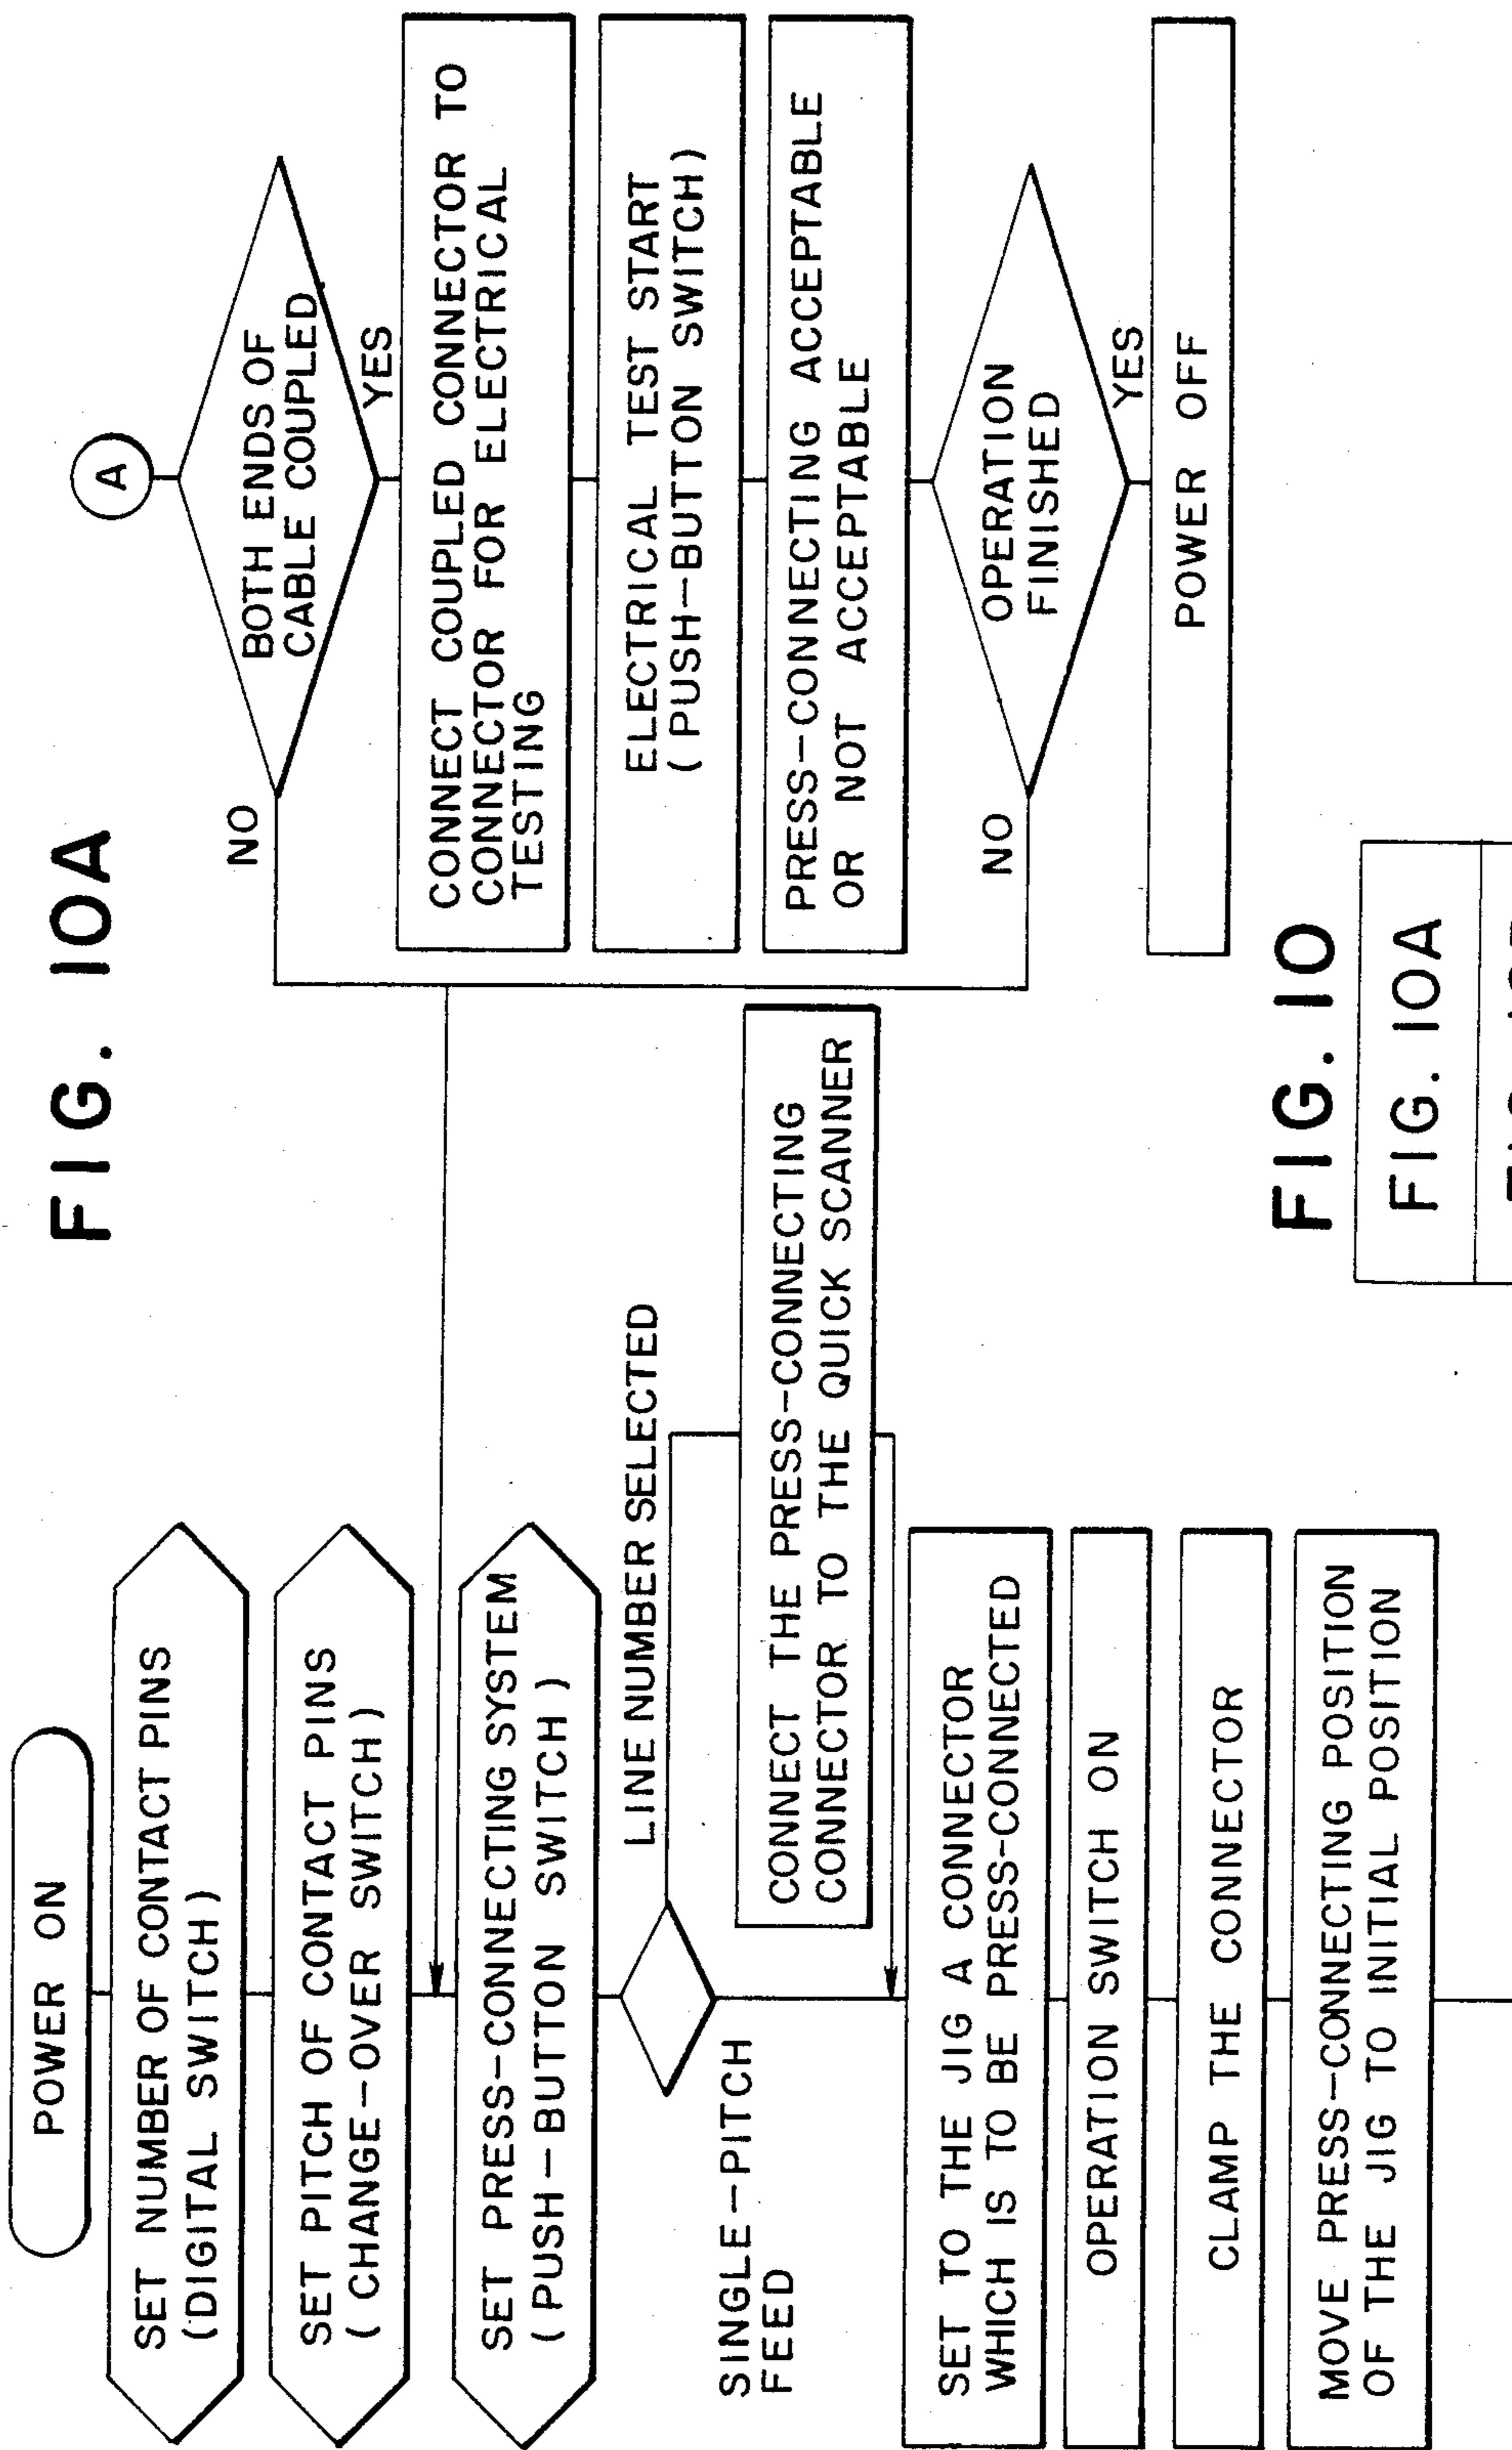 FIG. 10A
POWER ON
SET NUMBER OF CONTACT PINS
(DIGITAL SWITCH)
SET PITCH OF CONTACT PINS
(CHANGE-OVER SWITCH)
SET PRESS-CONNECTING SYSTEM
(PUSH-BUTTON SWITCH)
LINE NUMBER SELECTED
SINGLE-PITCH
FEED
CONNECT THE PRESS-CONNECTING
CONNECTOR TO THE QUICK SCANNER
SET TO THE JIG A CONNECTOR
WHICH IS TO BE PRESS-CONNECTED
OPERATION SWITCH ON
CLAMP THE CONNECTOR
MOVE PRESS-CONNECTING POSITION
OF THE JIG TO INITIAL POSITION
A
BOTH ENDS OF
CABLE COUPLED
NO
YES
CONNECT COUPLED CONNECTOR TO
CONNECTOR FOR ELECTRICAL
TESTING
ELECTRICAL TEST START
(PUSH-BUTTON SWITCH)
PRESS-CONNECTING ACCEPTABLE
OR NOT ACCEPTABLE
OPERATION
FINISHED
NO
YES
POWER OFF
FIG. 10
FIG. 10A